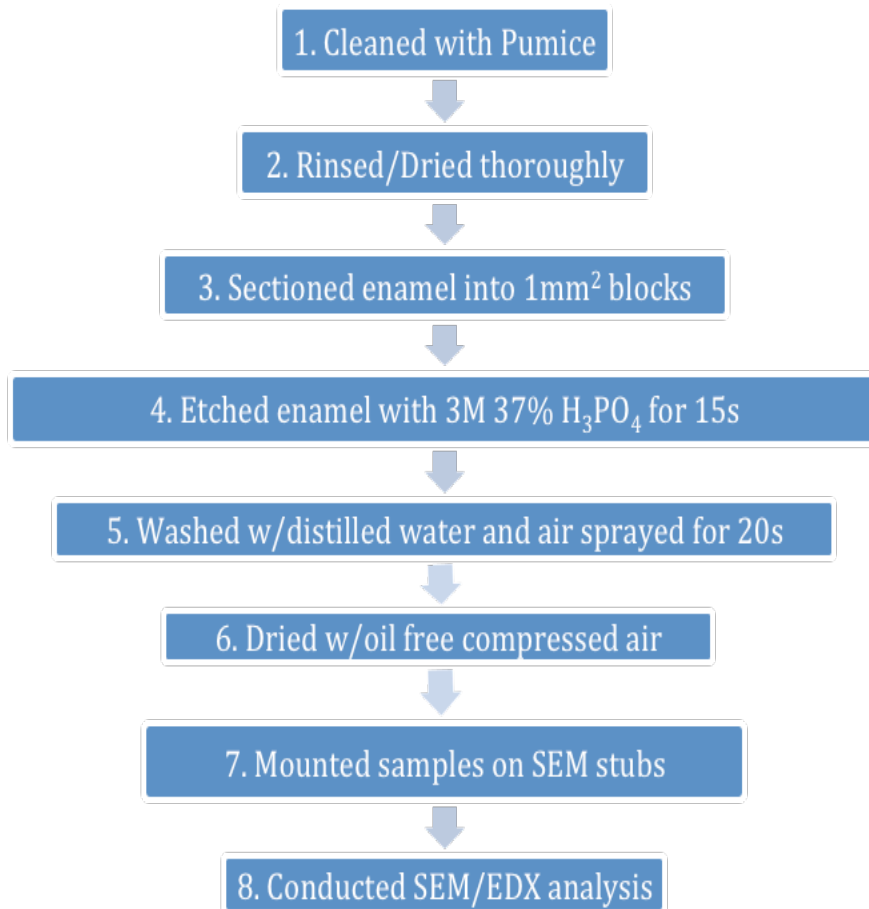 1. Cleaned with Pumice
2. Rinsed/Dried thoroughly
3. Sectioned enamel into 1mm² blocks
4. Etched enamel with 3M 37% H₃PO₄ for 15s
5. Washed w/distilled water and air sprayed for 20s
6. Dried w/oil free compressed air
7. Mounted samples on SEM stubs
8. Conducted SEM/EDX analysis